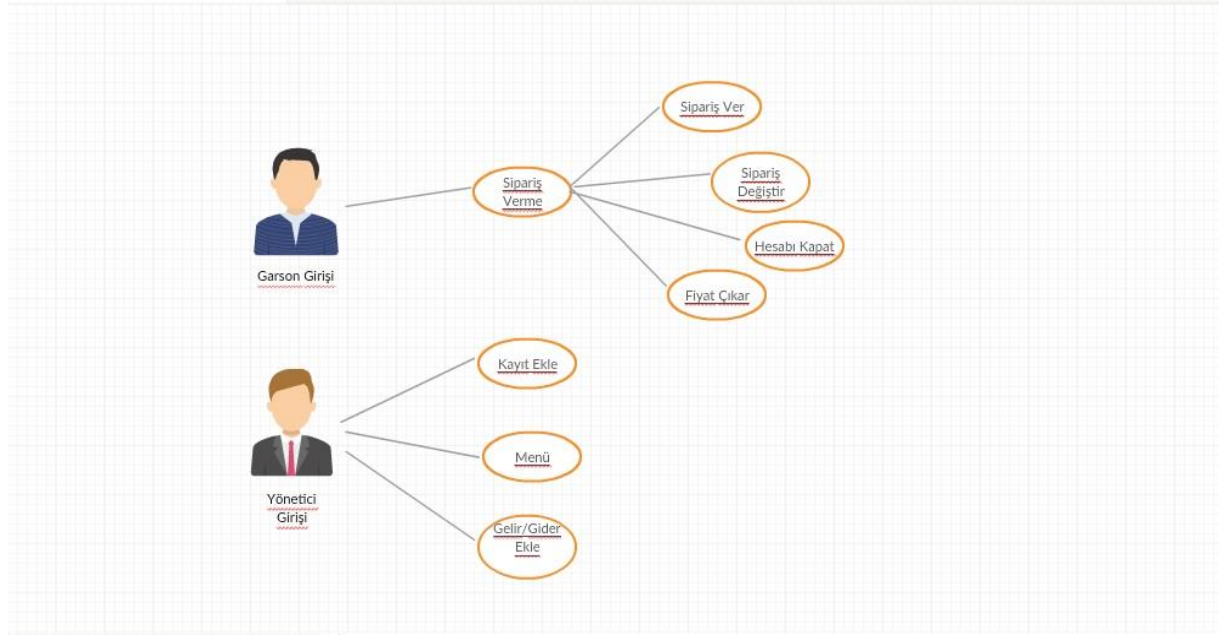 Sipariş Ver
Sipariş
Değiştir
Sipariş
Verme
Hesabı Kapat
Garson Girişi
Fiyat Çıkar
Kayıt Ekle
Menü
Yönetici
Girişi
Gelir/Gider
Ekle